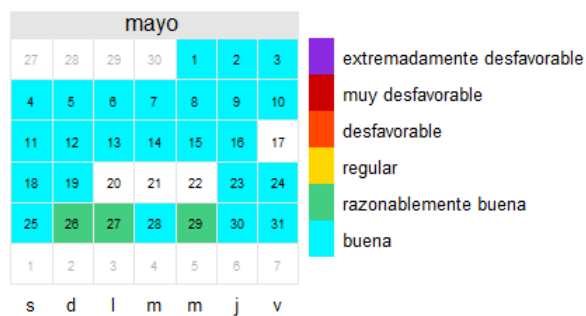 mayo
27 28 29 30 1 2 3
4 5 6 7 8 9 10
11 12 13 14 15 16 17
18 19 20 21 22 23 24
25 26 27 28 29 30 31
1 2 3 4 5 6 7
s d l m m j v
extremadamente desfavorable
muy desfavorable
desfavorable
regular
razonablemente buena
buena